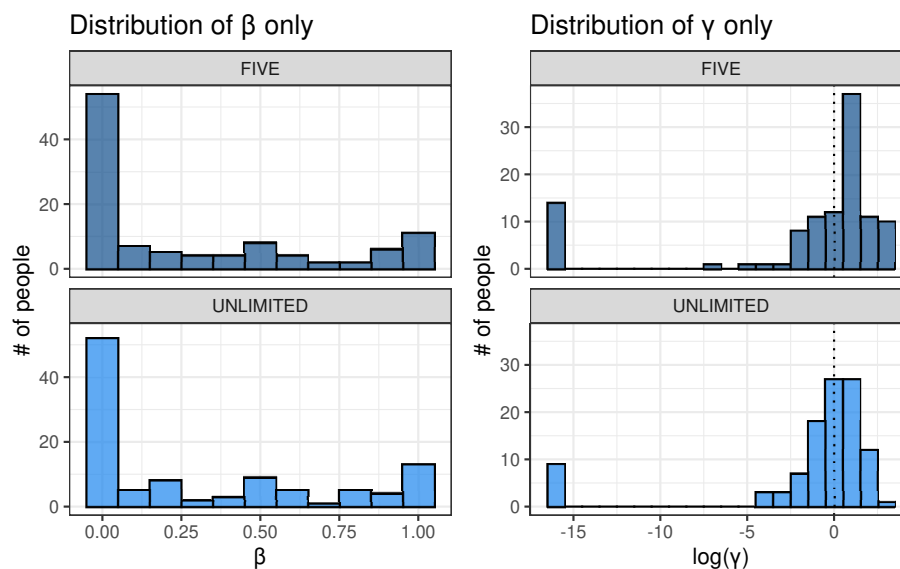 Distribution of β only
FIVE
40
20
0
UNLIMITED
40
20
0
# of people
0.00 0.25 0.50 0.75 1.00
β
Distribution of γ only
FIVE
30
20
10
0
UNLIMITED
30
20
10
0
# of people
-15 -10 -5 0
log(γ)